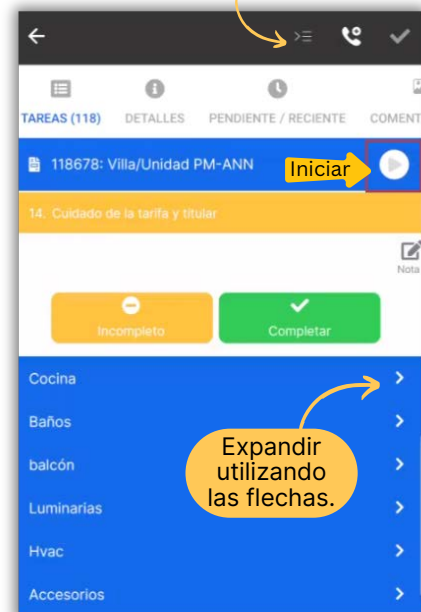 TAREAS (118) DETALLES PENDIENTE / RECIENTE COMENT
118678: Villa/Unidad PM-ANN
Iniciar
14. Cuidado de la tarifa y titular
Nota
Incompleto Completar
Cocina
Baños
balcón
Luminarias
Hvac
Accesorios
Expandir
utilizando
las flechas.